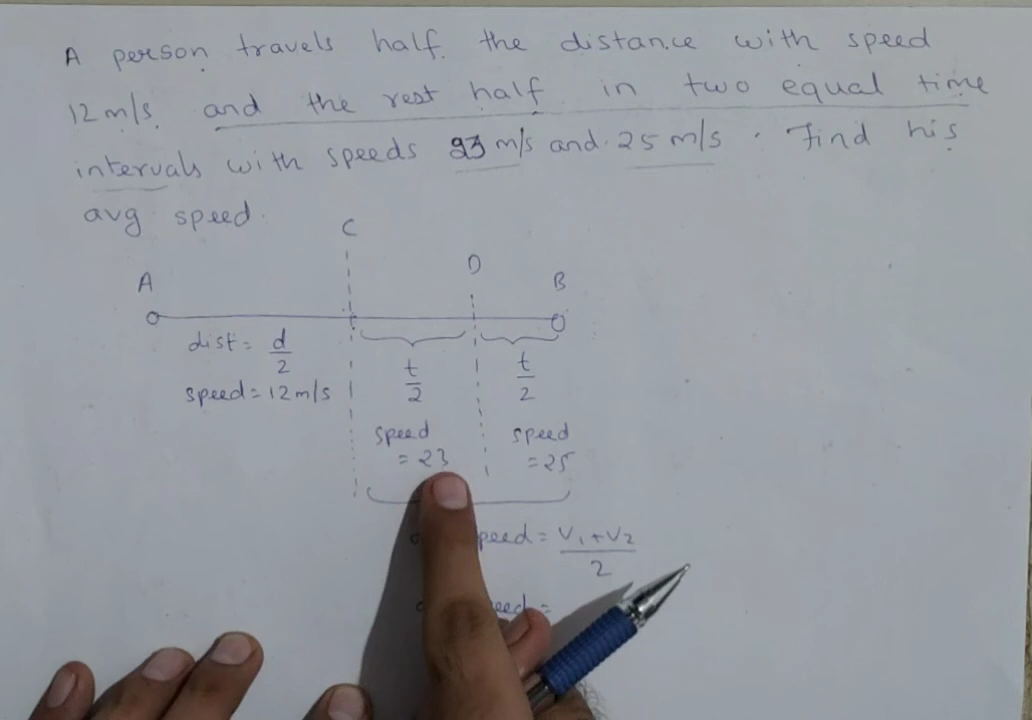 A person travels half the distance with speed
12 m/s and the rest half in two equal time
intervals with speeds 23 m/s and 25 m/s. Find his
avg speed.
C
A
D
B
dist = d/2
speed = 12 m/s
t/2
t/2
speed
= 23
speed
= 25
peed = V₁+V₂/2
eed =